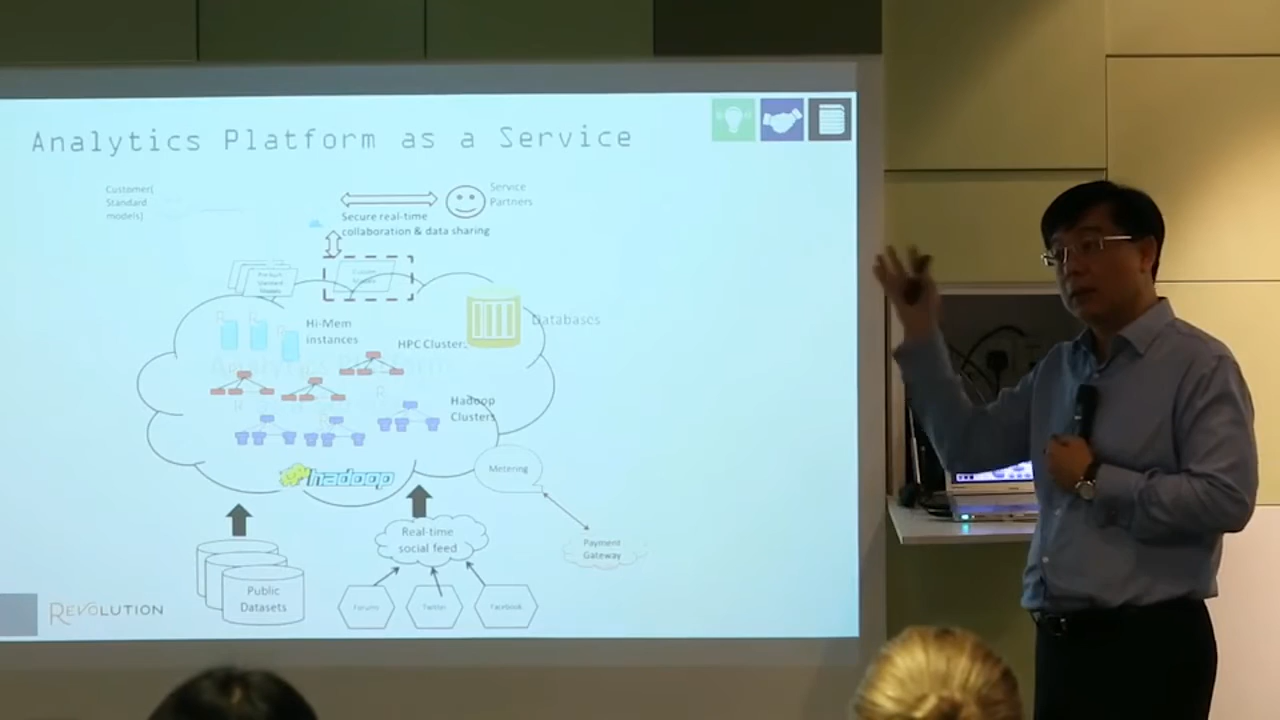 Analytics Platform as a Service
Customer(
Standard
models)
Service
Partners
Secure real-time
collaboration & data sharing
Hi-Mem
instances
HPC Clusters
Databases
Hadoop
Clusters
hadoop
Metering
Real-time
social feed
Payment
Gateway
Public
Datasets
Forums
Twitter
Facebook
REVOLUTION